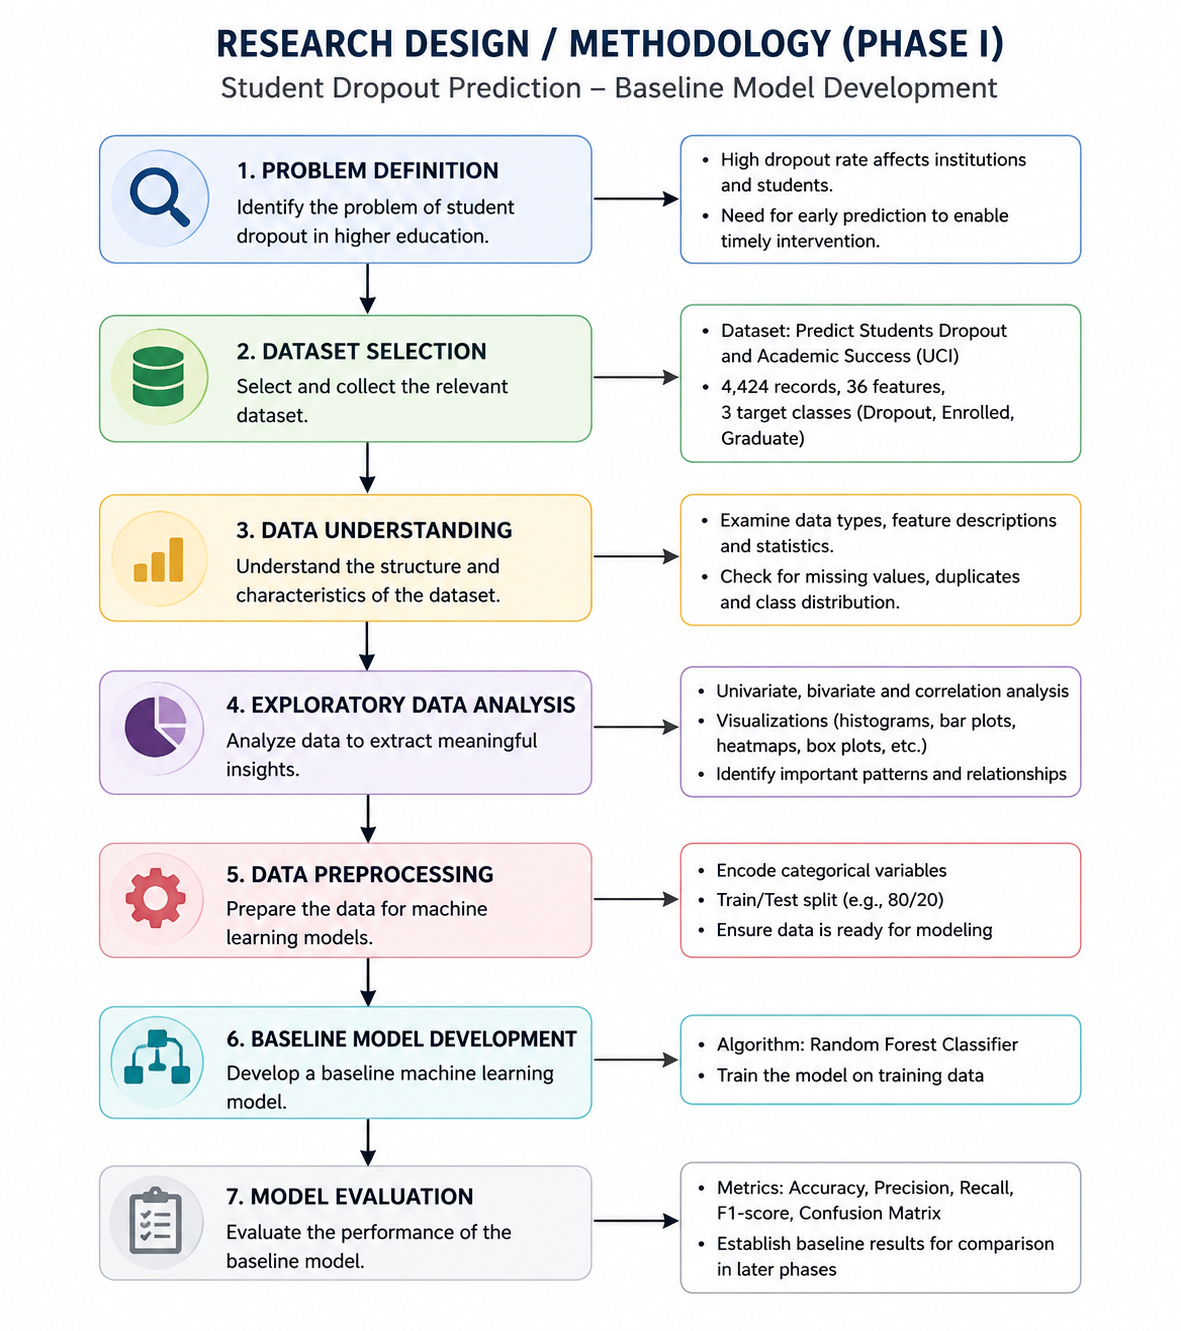 RESEARCH DESIGN / METHODOLOGY (PHASE I)
Student Dropout Prediction – Baseline Model Development
1. PROBLEM DEFINITION
Identify the problem of student
dropout in higher education.
• High dropout rate affects institutions
and students.
• Need for early prediction to enable
timely intervention.
2. DATASET SELECTION
Select and collect the relevant
dataset.
• Dataset: Predict Students Dropout
and Academic Success (UCI)
• 4,424 records, 36 features,
3 target classes (Dropout, Enrolled,
Graduate)
3. DATA UNDERSTANDING
Understand the structure and
characteristics of the dataset.
• Examine data types, feature descriptions
and statistics.
• Check for missing values, duplicates
and class distribution.
4. EXPLORATORY DATA ANALYSIS
Analyze data to extract meaningful
insights.
• Univariate, bivariate and correlation analysis
• Visualizations (histograms, bar plots,
heatmaps, box plots, etc.)
• Identify important patterns and relationships
5. DATA PREPROCESSING
Prepare the data for machine
learning models.
• Encode categorical variables
• Train/Test split (e.g., 80/20)
• Ensure data is ready for modeling
6. BASELINE MODEL DEVELOPMENT
Develop a baseline machine learning
model.
• Algorithm: Random Forest Classifier
• Train the model on training data
7. MODEL EVALUATION
Evaluate the performance of the
baseline model.
• Metrics: Accuracy, Precision, Recall,
F1-score, Confusion Matrix
• Establish baseline results for comparison
in later phases